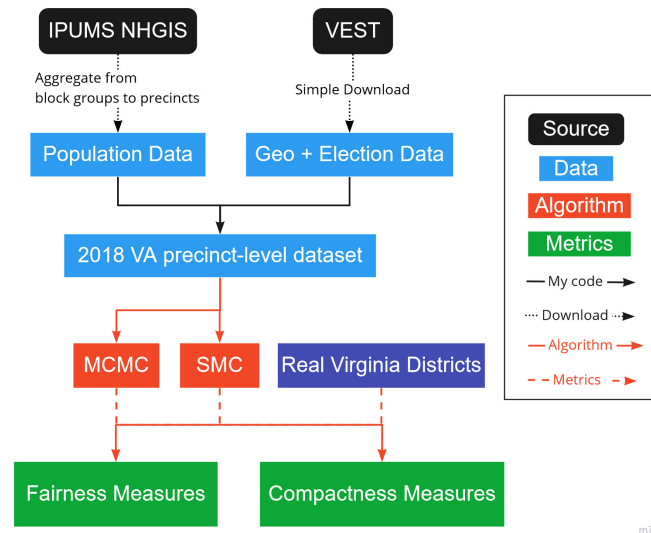 IPUMS NHGIS
VEST
Aggregate from
block groups to precincts
Simple Download
Population Data
Geo + Election Data
2018 VA precinct-level dataset
MCMC
SMC
Real Virginia Districts
Fairness Measures
Compactness Measures
Source
Data
Algorithm
Metrics
My code
Download
Algorithm
Metrics
mi